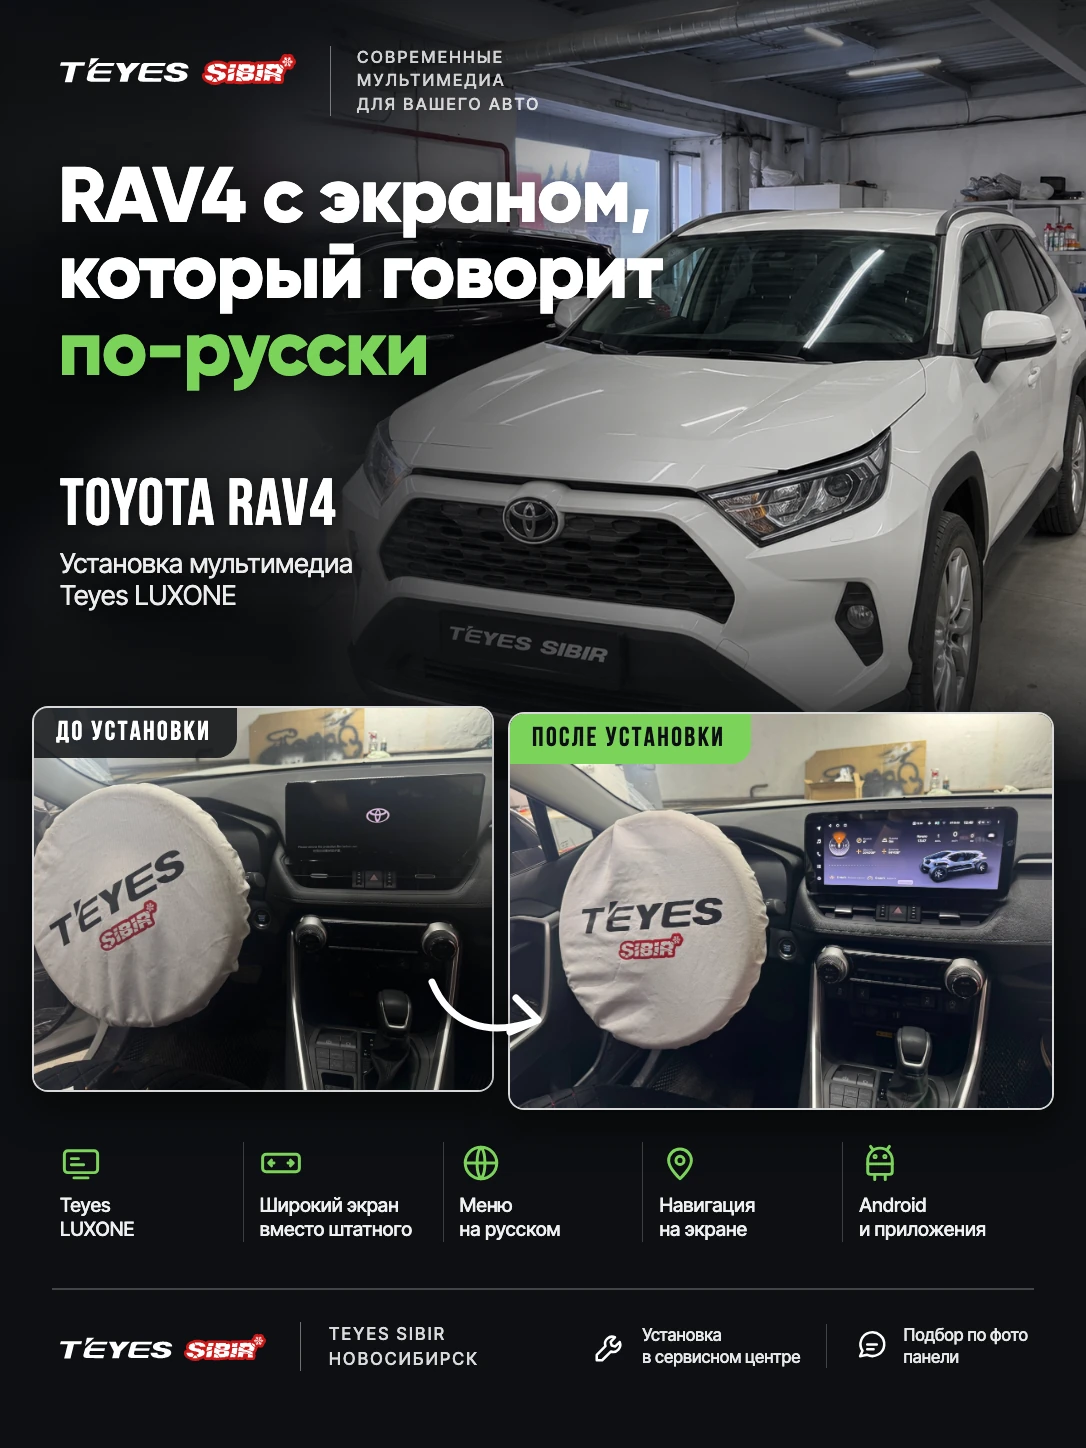 TEYES SIBIR
СОВРЕМЕННЫЕ
МУЛЬТИМЕДИА
ДЛЯ ВАШЕГО АВТО
RAV4 с экраном,
который говорит
по-русски
TOYOTA RAV4
Установка мультимедиа
Teyes LUXONE
TEYES SIBIR
ДО УСТАНОВКИ
TEYES
SIBIR
ПОСЛЕ УСТАНОВКИ
TEYES
SIBIR
Teyes
LUXONE
Широкий экран
вместо штатного
Меню
на русском
Навигация
на экране
Android
и приложения
TEYES SIBIR
TEYES SIBIR
НОВОСИБИРСК
Установка
в сервисном центре
Подбор по фото
панели